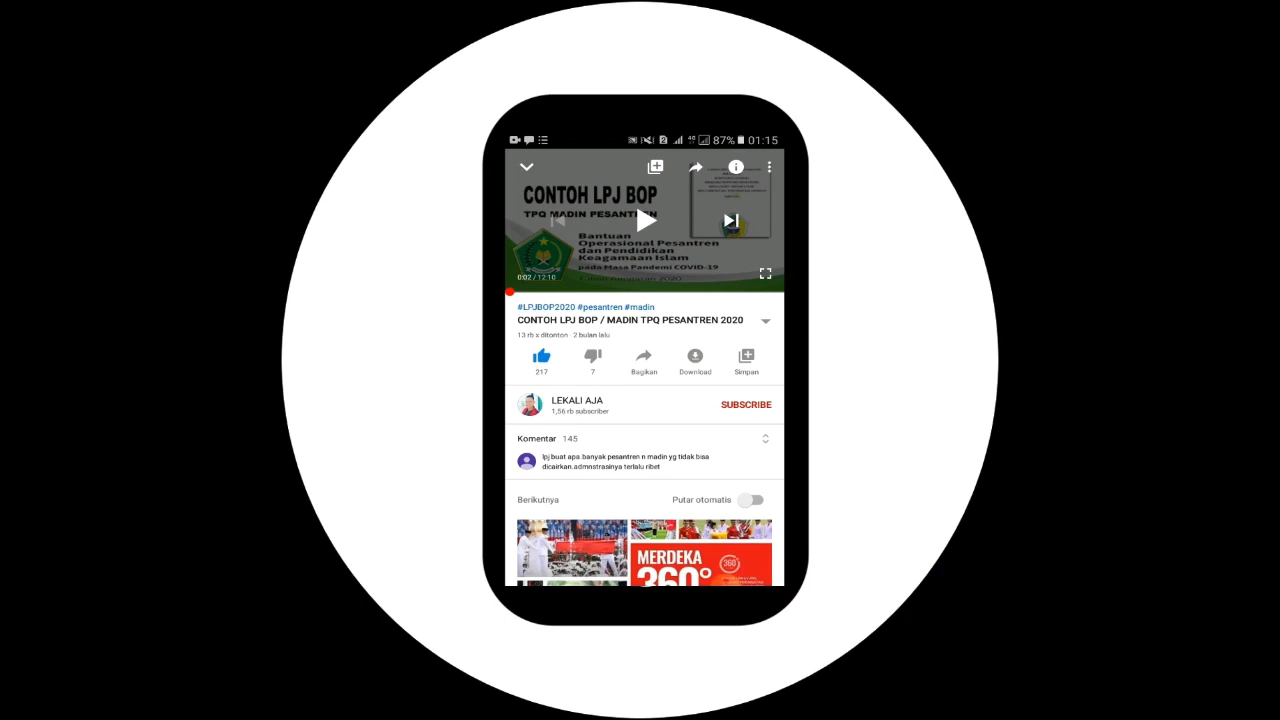 4G 87% 01:15
CONTOH LPJ BOP
TPQ MADIN PESANTREN
Bantuan
Operasional Pesantren
dan Pendidikan
Keagamaan Islam
pada Masa Pandemi COVID-19
0:02 / 12:10
#LPJBOP2020 #pesantren #madin
CONTOH LPJ BOP / MADIN TPQ PESANTREN 2020
13 rb x ditonton · 2 bulan lalu
217 7 Bagikan Download Simpan
LEKALI AJA
SUBSCRIBE
1,56 rb subscriber
Komentar 145
lpj buat apa.banyak pesantren n madin yg tidak bisa
dicairkan.admnstrasinya terlalu ribet
Berikutnya Putar otomatis
MERDEKA
360°
360°